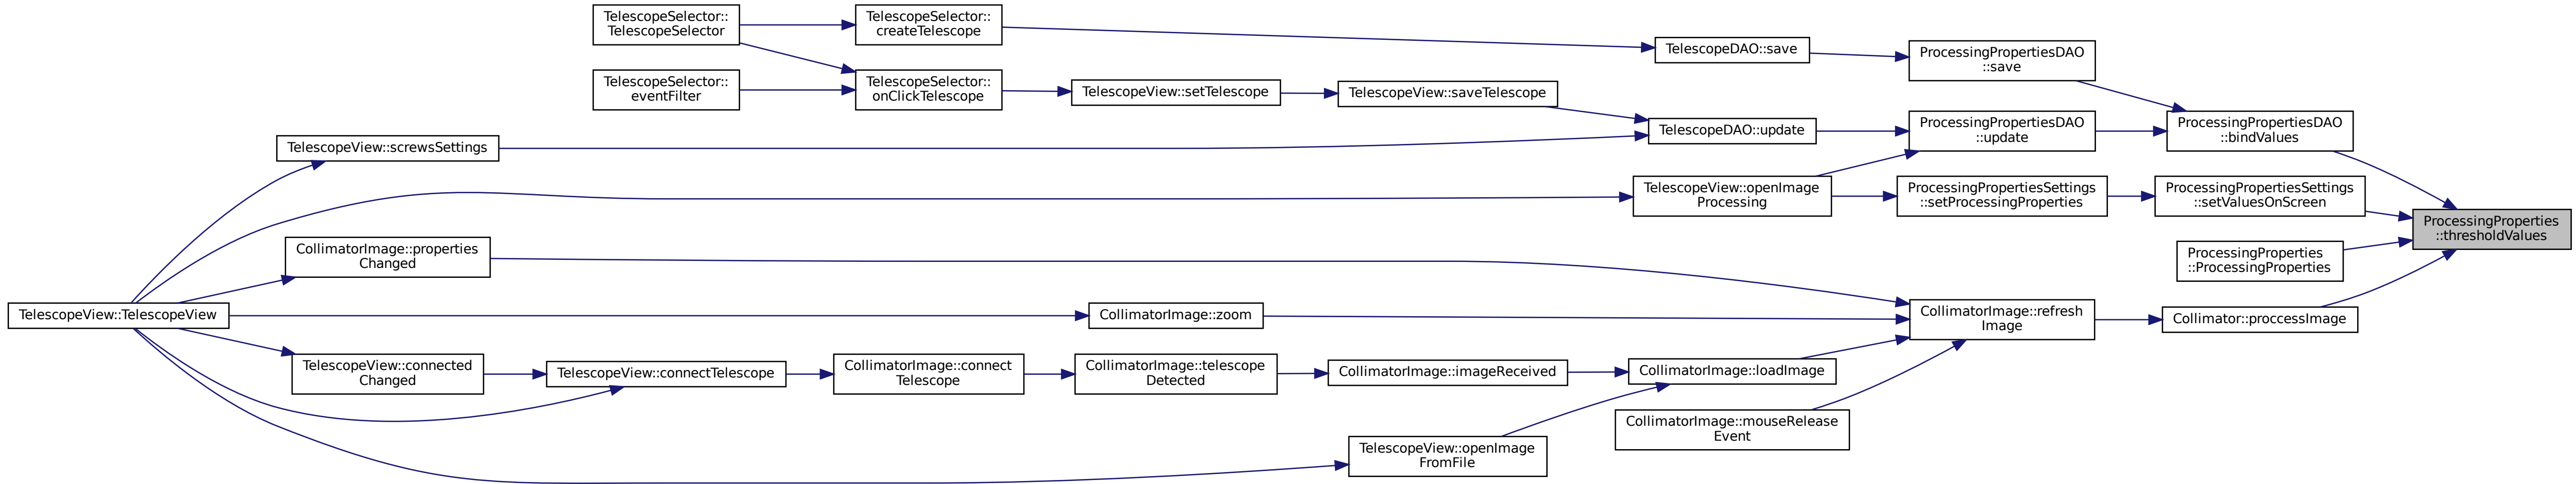 TelescopeSelector::
TelescopeSelector
TelescopeSelector::
createTelescope
TelescopeDAO::save
ProcessingPropertiesDAO
::save
TelescopeSelector::
eventFilter
TelescopeSelector::
onClickTelescope
TelescopeView::setTelescope
TelescopeView::saveTelescope
TelescopeDAO::update
ProcessingPropertiesDAO
::update
ProcessingPropertiesDAO
::bindValues
TelescopeView::screwsSettings
TelescopeView::openImage
Processing
ProcessingPropertiesSettings
::setProcessingProperties
ProcessingPropertiesSettings
::setValuesOnScreen
ProcessingProperties
::thresholdValues
CollimatorImage::properties
Changed
ProcessingProperties
::ProcessingProperties
TelescopeView::TelescopeView
CollimatorImage::zoom
CollimatorImage::refresh
Image
Collimator::proccessImage
TelescopeView::connected
Changed
TelescopeView::connectTelescope
CollimatorImage::connect
Telescope
CollimatorImage::telescope
Detected
CollimatorImage::imageReceived
CollimatorImage::loadImage
CollimatorImage::mouseRelease
Event
TelescopeView::openImage
FromFile